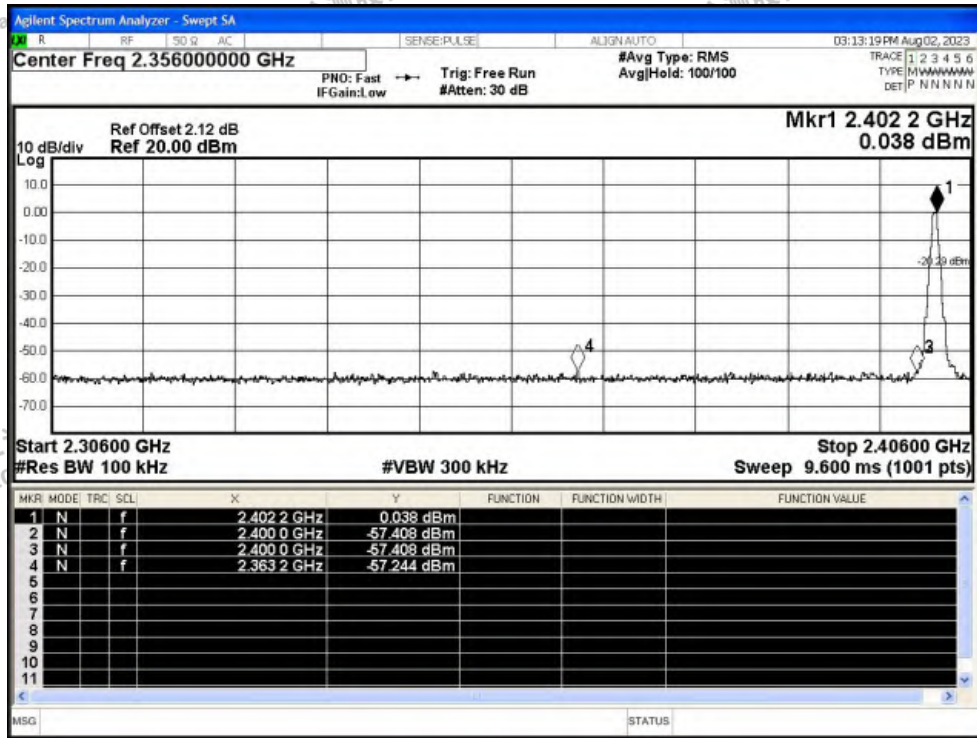 Agilent Spectrum Analyzer - Swept SA
LXI R RF 50 Ω AC SENSE:PULSE ALIGN AUTO 03:13:19 PM Aug 02, 2023
Center Freq 2.356000000 GHz
PNO: Fast Trig: Free Run #Avg Type: RMS TRACE 1 2 3 4 5 6
IFGain:Low #Atten: 30 dB Avg|Hold: 100/100 TYPE M
DET P N N N N N
Mkr1 2.402 2 GHz
0.038 dBm
Ref Offset 2.12 dB
10 dB/div Ref 20.00 dBm
Log
10.0
1
0.00
-10.0
-20.0
-20.29 dBm
-30.0
-40.0
-50.0
4
3
-60.0
-70.0
Start 2.30600 GHz Stop 2.40600 GHz
#Res BW 100 kHz #VBW 300 kHz Sweep 9.600 ms (1001 pts)
MKR MODE TRC SCL X Y FUNCTION FUNCTION WIDTH FUNCTION VALUE
1 N f 2.402 2 GHz 0.038 dBm
2 N f 2.400 0 GHz -57.408 dBm
3 N f 2.400 0 GHz -57.408 dBm
4 N f 2.363 2 GHz -57.244 dBm
5
6
7
8
9
10
11
MSG STATUS